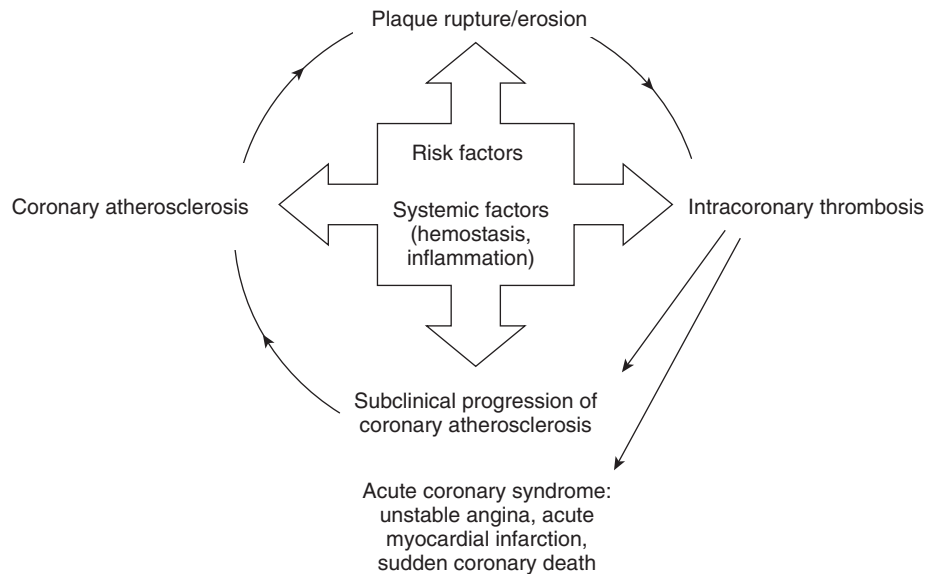 Plaque rupture/erosion
Risk factors
Coronary atherosclerosis
Systemic factors
(hemostasis,
inflammation)
Intracoronary thrombosis
Subclinical progression of
coronary atherosclerosis
Acute coronary syndrome:
unstable angina, acute
myocardial infarction,
sudden coronary death